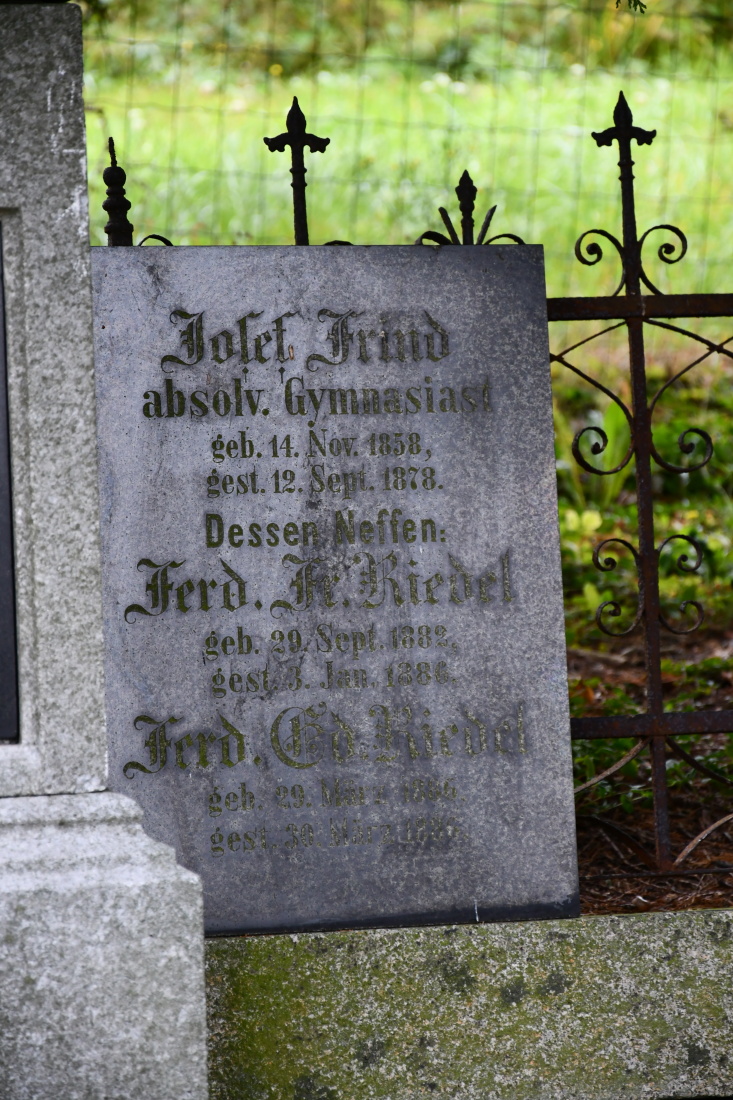 Josef Frind
absolv. Gymnasiast
geb. 14. Nov. 1858,
gest. 12. Sept. 1878.
Dessen Neffen:
Ferd. Fr. Riedel
geb. 29. Sept. 1882,
gest. 3. Jan. 1886.
Ferd. Ed. Riedel
geb. 29. März
gest. 30. März